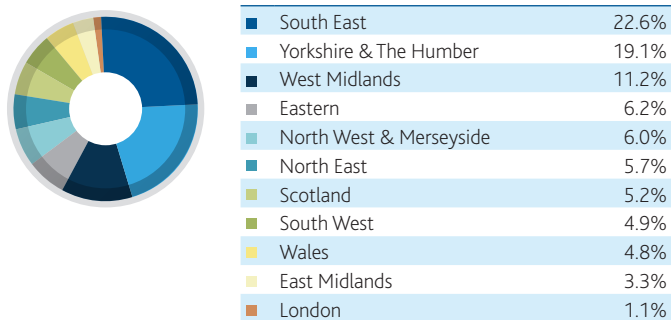 South East 22.6%
Yorkshire & The Humber 19.1%
West Midlands 11.2%
Eastern 6.2%
North West & Merseyside 6.0%
North East 5.7%
Scotland 5.2%
South West 4.9%
Wales 4.8%
East Midlands 3.3%
London 1.1%